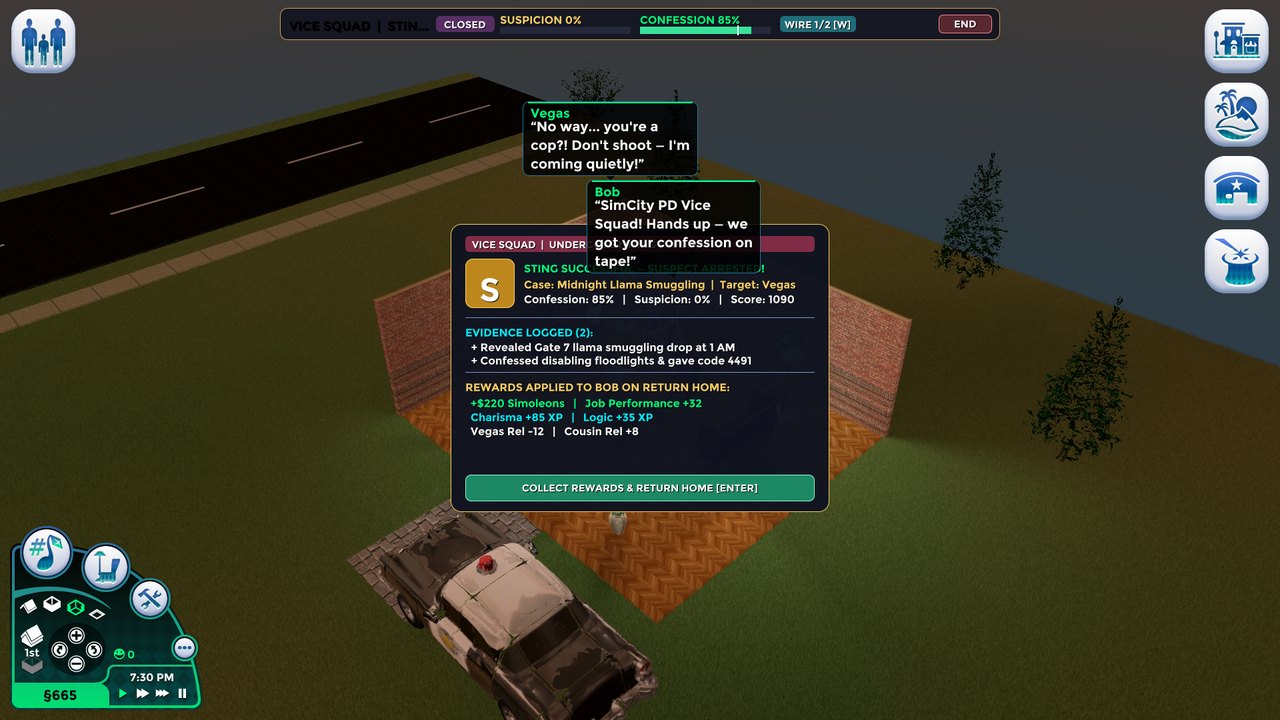 VICE SQUAD | STIN...
CLOSED
SUSPICION 0%
CONFESSION 85%
WIRE 1/2 [W]
END
Vegas
“No way... you're a
cop?! Don't shoot – I'm
coming quietly!”
Bob
“SimCity PD Vice
Squad! Hands up – we
got your confession on
tape!”
VICE SQUAD | UNDER
S
STING SUCCESSFUL – SUSPECT ARRESTED!
Case: Midnight Llama Smuggling | Target: Vegas
Confession: 85% | Suspicion: 0% | Score: 1090
EVIDENCE LOGGED (2):
+ Revealed Gate 7 llama smuggling drop at 1 AM
+ Confessed disabling floodlights & gave code 4491
REWARDS APPLIED TO BOB ON RETURN HOME:
+$220 Simoleons | Job Performance +32
Charisma +85 XP | Logic +35 XP
Vegas Rel -12 | Cousin Rel +8
COLLECT REWARDS & RETURN HOME [ENTER]
#
1st
0
7:30 PM
§665